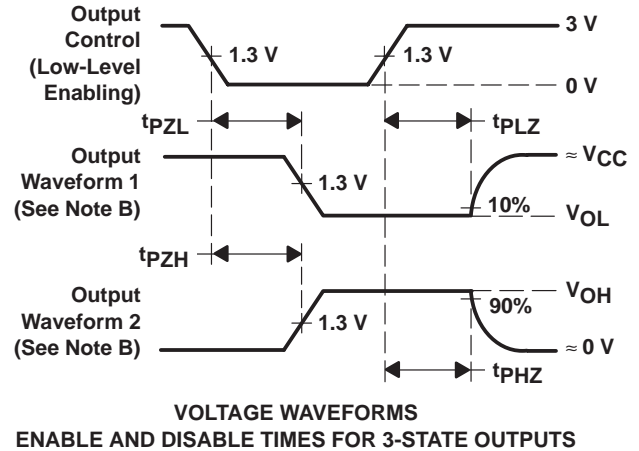 Output
Control
(Low-Level
Enabling)
1.3 V
1.3 V
3 V
0 V
tPZL
tPLZ
Output
Waveform 1
(See Note B)
1.3 V
10%
≈ VCC
VOL
tPZH
Output
Waveform 2
(See Note B)
1.3 V
90%
VOH
≈ 0 V
tPHZ
VOLTAGE WAVEFORMS
ENABLE AND DISABLE TIMES FOR 3-STATE OUTPUTS